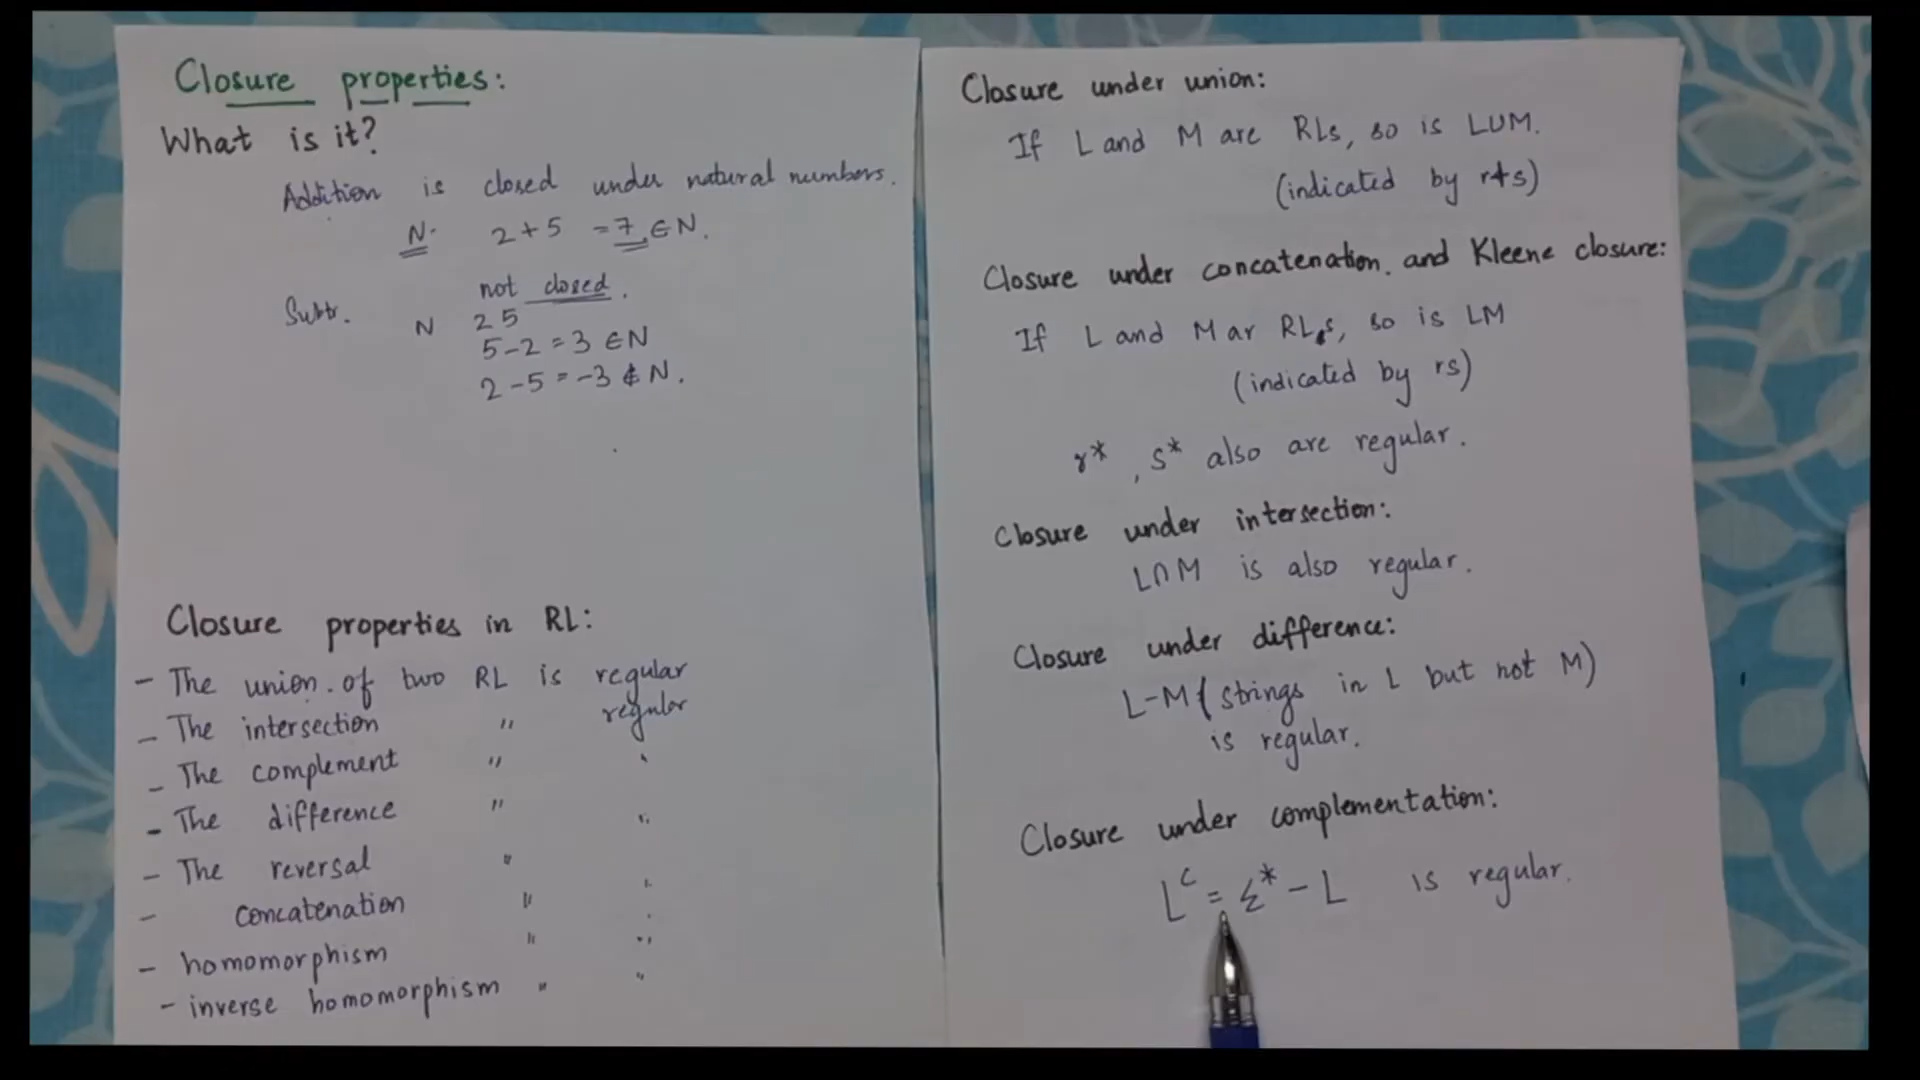 Closure properties:
What is it?
Addition is closed under natural numbers.
N. 2+5 = 7 ∈ N.
not closed.
Subtr. N 2 5
5-2 = 3 ∈ N
2-5 = -3 ∉ N.
Closure properties in RL:
- The union of two RL is regular
- The intersection " regular
- The complement " "
- The difference " "
- The reversal " "
- Concatenation " "
- homomorphism " "
- inverse homomorphism " "
Closure under union:
If L and M are RLs, so is LUM.
(indicated by r+s)
Closure under concatenation and Kleene closure:
If L and M ar RLs, so is LM
(indicated by rs)
r*, s* also are regular.
Closure under intersection:
L∩M is also regular.
Closure under difference:
L-M (strings in L but not M)
is regular.
Closure under complementation:
L^c = Σ* - L is regular.